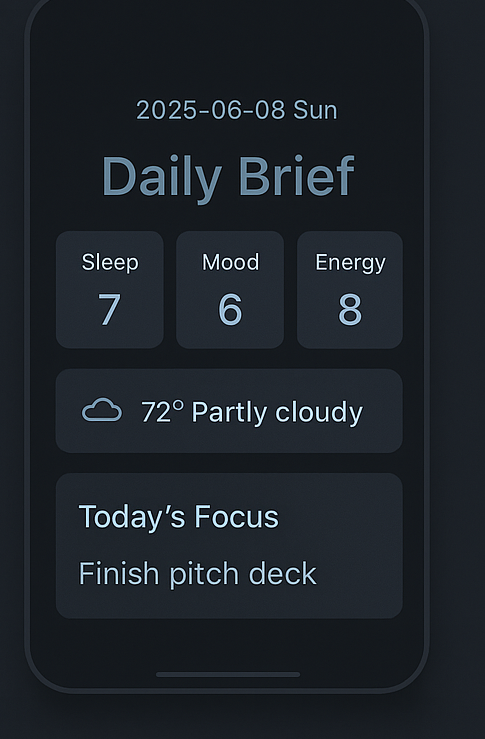 2025-06-08 Sun
Daily Brief
Sleep Mood Energy
7 6 8
72° Partly cloudy
Today's Focus
Finish pitch deck